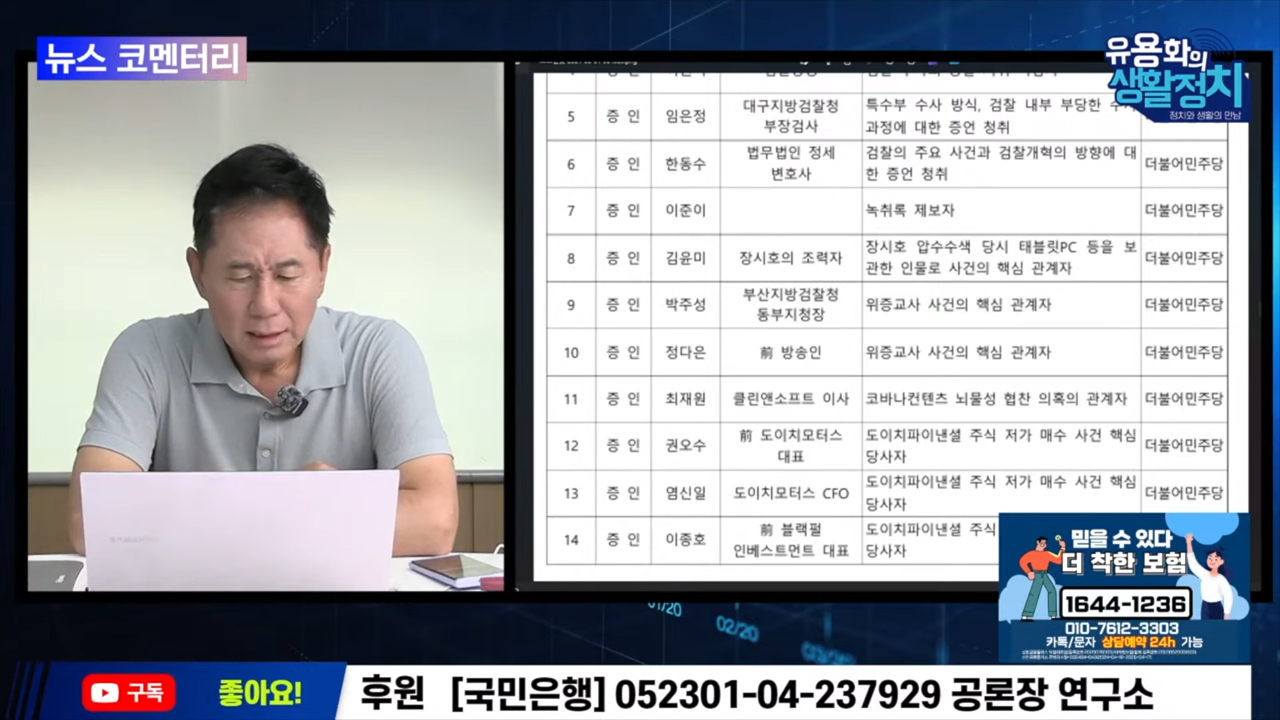 뉴스 코멘터리
유용화의
생활정치
정치와 생활의 만남
5 증 인 임은정 대구지방검찰청 부장검사 특수부 수사 방식, 검찰 내부 부당한 과정에 대한 증언 청취
6 증 인 한동수 법무법인 정세 변호사 검찰의 주요 사건과 검찰개혁의 방향에 대한 증언 청취 더불어민주당
7 증 인 이준이 녹취록 제보자 더불어민주당
8 증 인 김윤미 장시호의 조력자 장시호 압수수색 당시 태블릿PC 등을 보관한 인물로 사건의 핵심 관계자 더불어민주당
9 증 인 박주성 부산지방검찰청 동부지청장 위증교사 사건의 핵심 관계자 더불어민주당
10 증 인 정다은 前 방송인 위증교사 사건의 핵심 관계자 더불어민주당
11 증 인 최재원 클린앤소프트 이사 코바나컨텐츠 뇌물성 협찬 의혹의 관계자 더불어민주당
12 증 인 권오수 前 도이치모터스 대표 도이치파이낸셜 주식 저가 매수 사건 핵심 당사자 더불어민주당
13 증 인 염신일 도이치모터스 CFO 도이치파이낸셜 주식 저가 매수 사건 핵심 당사자 더불어민주당
14 증 인 이종호 前 블랙펄 인베스트먼트 대표 도이치파이낸셜 주식 당사자
믿을 수 있다
더 착한 보험
1644-1236
010-7612-3303
카톡/문자 상담예약 24h 가능
01/20
02/20
구독
좋아요!
후원 [국민은행] 052301-04-237929 공론장 연구소